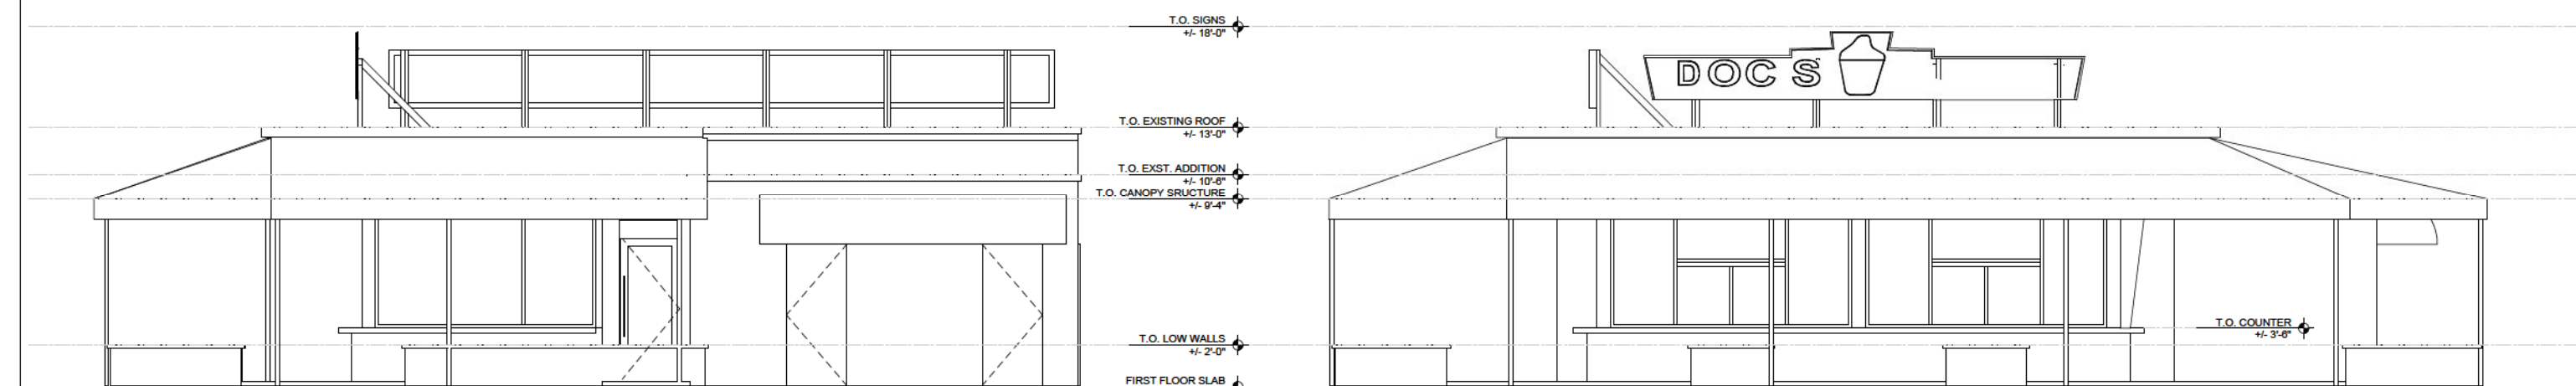 T.O. SIGNS
+/- 18'-0"
DOC'S
T.O. EXISTING ROOF
+/- 13'-0"
T.O. EXST. ADDITION
+/- 10'-6"
T.O. CANOPY SRUCTURE
+/- 9'-4"
T.O. COUNTER
+/- 3'-6"
T.O. LOW WALLS
+/- 2'-0"
FIRST FLOOR SLAB